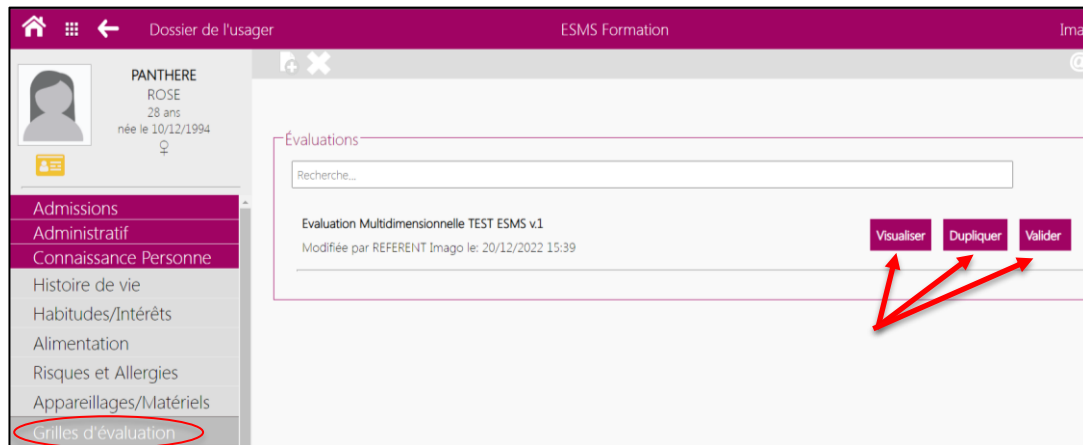 Dossier de l'usager
ESMS Formation
Ima
PANTHERE
ROSE
28 ans
née le 10/12/1994
♀
@
Évaluations
Recherche...
Evaluation Multidimensionnelle TEST ESMS v.1
Modifiée par REFERENT Imago le: 20/12/2022 15:39
Visualiser
Dupliquer
Valider
Admissions
Administratif
Connaissance Personne
Histoire de vie
Habitudes/Intérêts
Alimentation
Risques et Allergies
Appareillages/Matériels
Grilles d'évaluation